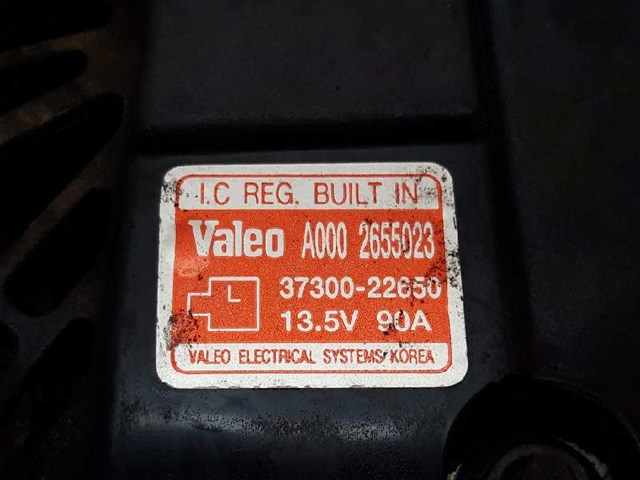 I.C REG. BUILT IN
Valeo A000 2655023
37300-22650
13.5V 90A
VALEO ELECTRICAL SYSTEMS KOREA